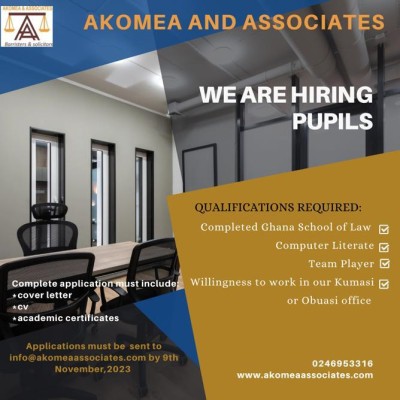 AKOMEA & ASSOCIATES
Barristers & solicitors
AKOMEA AND ASSOCIATES
WE ARE HIRING
PUPILS
QUALIFICATIONS REQUIRED:
Completed Ghana School of Law
Computer Literate
Team Player
Willingness to work in our Kumasi
or Obuasi office
Complete application must include:
*cover letter
*cv
*academic certificates
Applications must be sent to
info@akomeaassociates.com by 9th
November,2023
0246953316
www.akomeaassociates.com